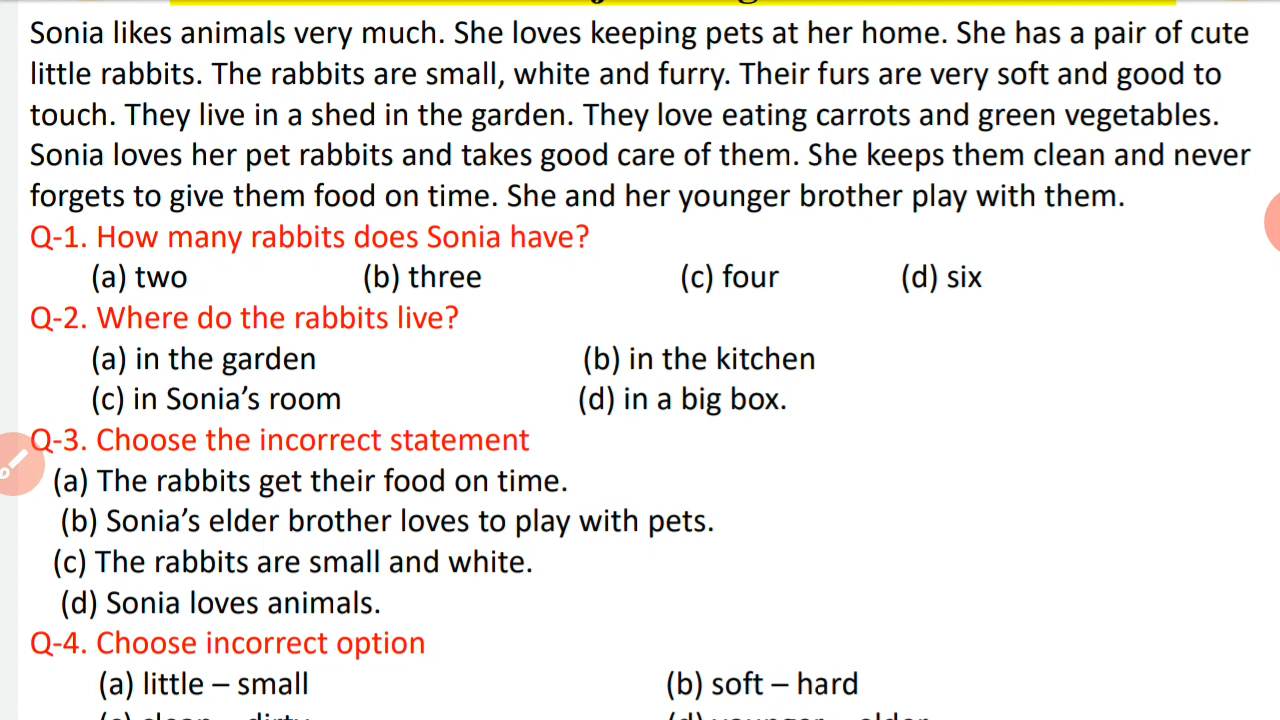 Sonia likes animals very much. She loves keeping pets at her home. She has a pair of cute
little rabbits. The rabbits are small, white and furry. Their furs are very soft and good to
touch. They live in a shed in the garden. They love eating carrots and green vegetables.
Sonia loves her pet rabbits and takes good care of them. She keeps them clean and never
forgets to give them food on time. She and her younger brother play with them.
Q-1. How many rabbits does Sonia have?
(a) two (b) three (c) four (d) six
Q-2. Where do the rabbits live?
(a) in the garden (b) in the kitchen
(c) in Sonia’s room (d) in a big box.
Q-3. Choose the incorrect statement
(a) The rabbits get their food on time.
(b) Sonia’s elder brother loves to play with pets.
(c) The rabbits are small and white.
(d) Sonia loves animals.
Q-4. Choose incorrect option
(a) little – small (b) soft – hard
(c) clean – dirty (d) younger – elder